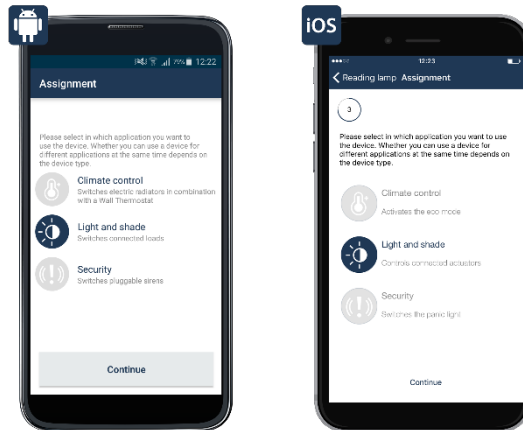 iOS
79% 12:22
Assignment
Please select in which application you want to
use the device. Whether you can use a device for
different applications at the same time depends on
the device type.
Climate control
Switches electric radiators in combination
with a Wall Thermostat
Light and shade
Switches connected loads
Security
Switches pluggable sirens
Continue
12:23
Reading lamp Assignment
3
Please select in which application you want to use
the device. Whether you can use a device for
different applications at the same time depends on
the device type.
Climate control
Activates the eco mode
Light and shade
Controls connected actuators
Security
Switches the panic light
Continue